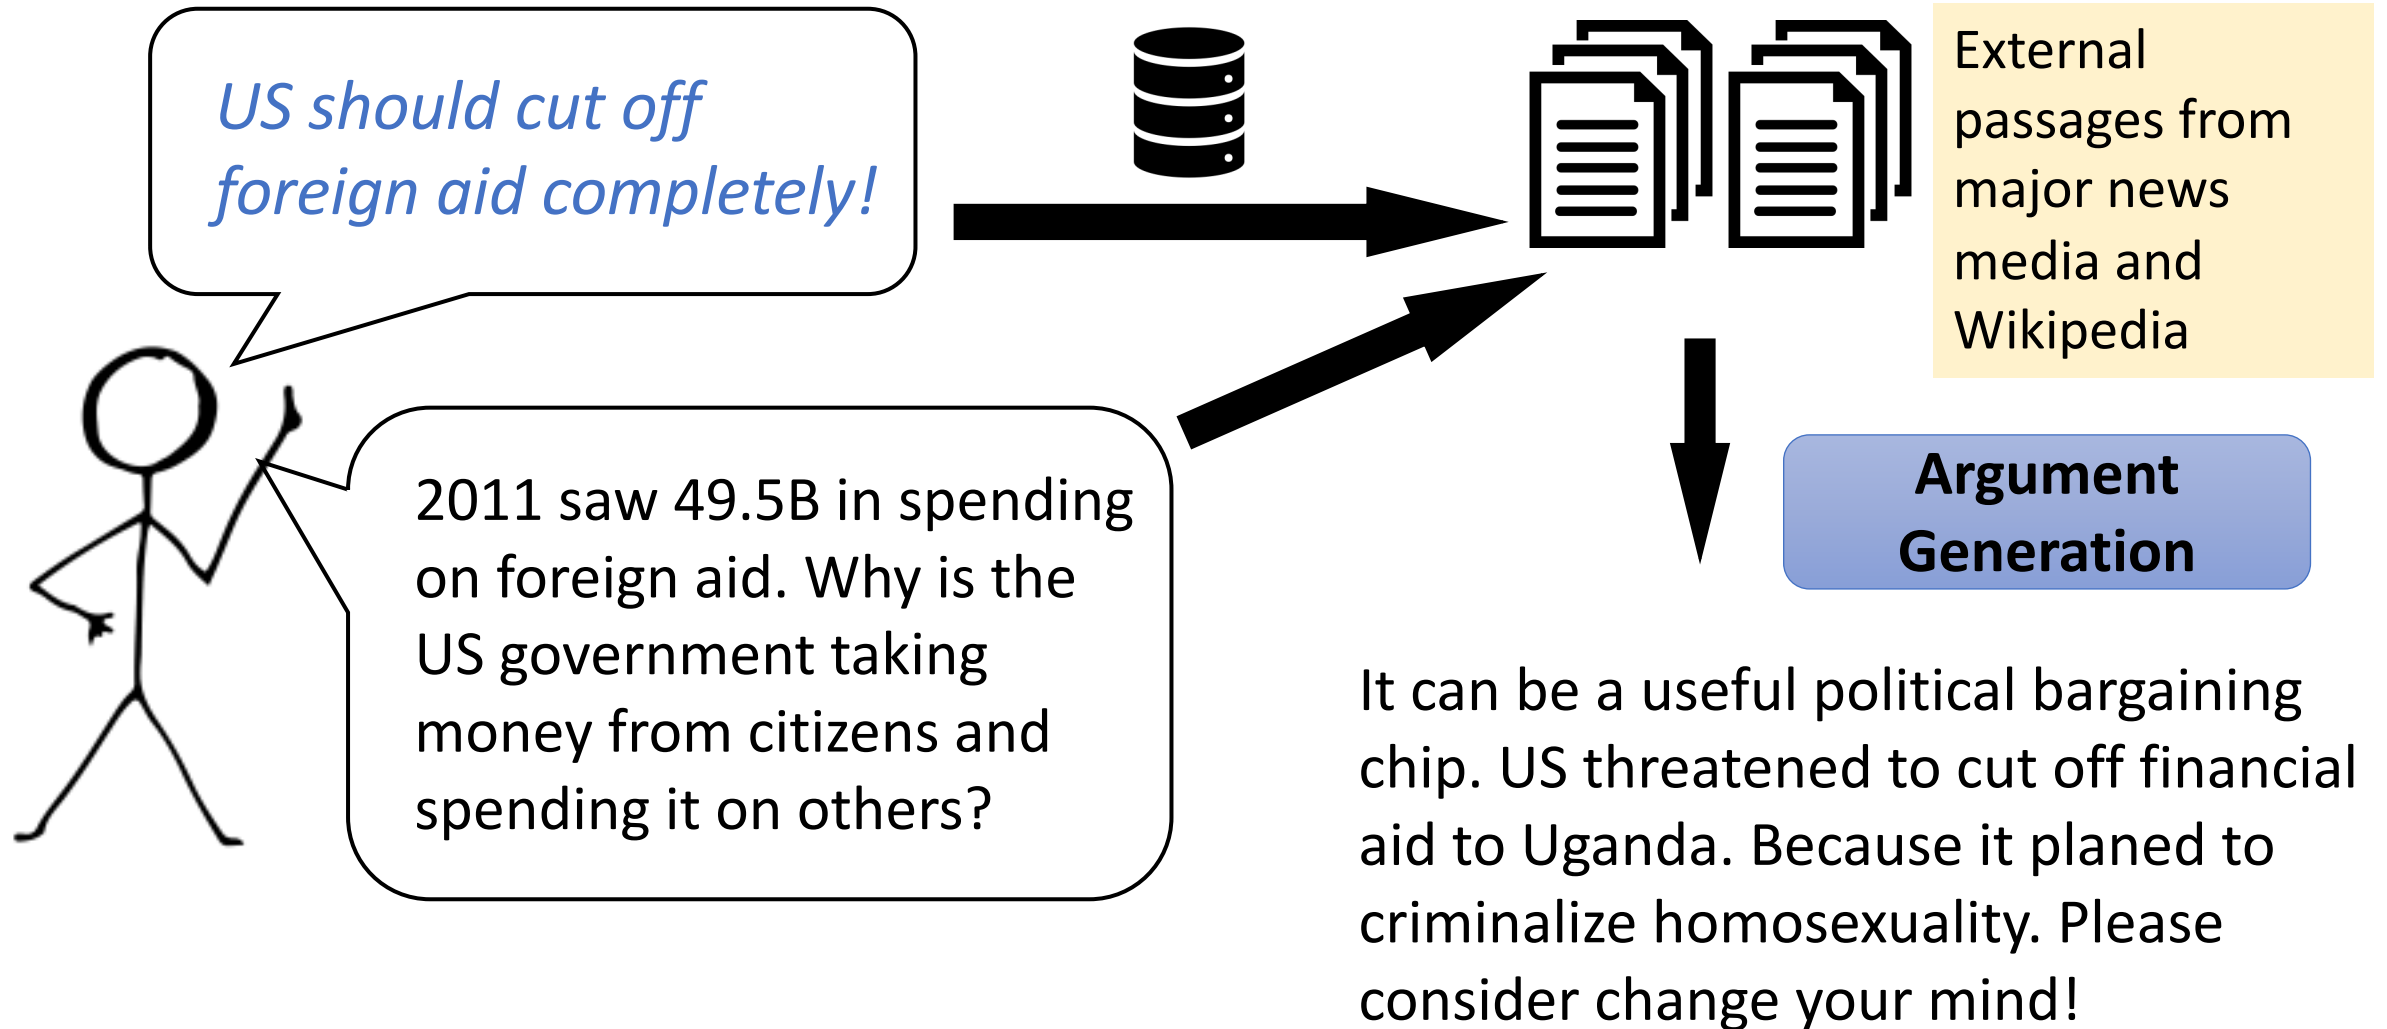 US should cut off
foreign aid completely!
External
passages from
major news
media and
Wikipedia
2011 saw 49.5B in spending
on foreign aid. Why is the
US government taking
money from citizens and
spending it on others?
Argument
Generation
It can be a useful political bargaining
chip. US threatened to cut off financial
aid to Uganda. Because it planed to
criminalize homosexuality. Please
consider change your mind!